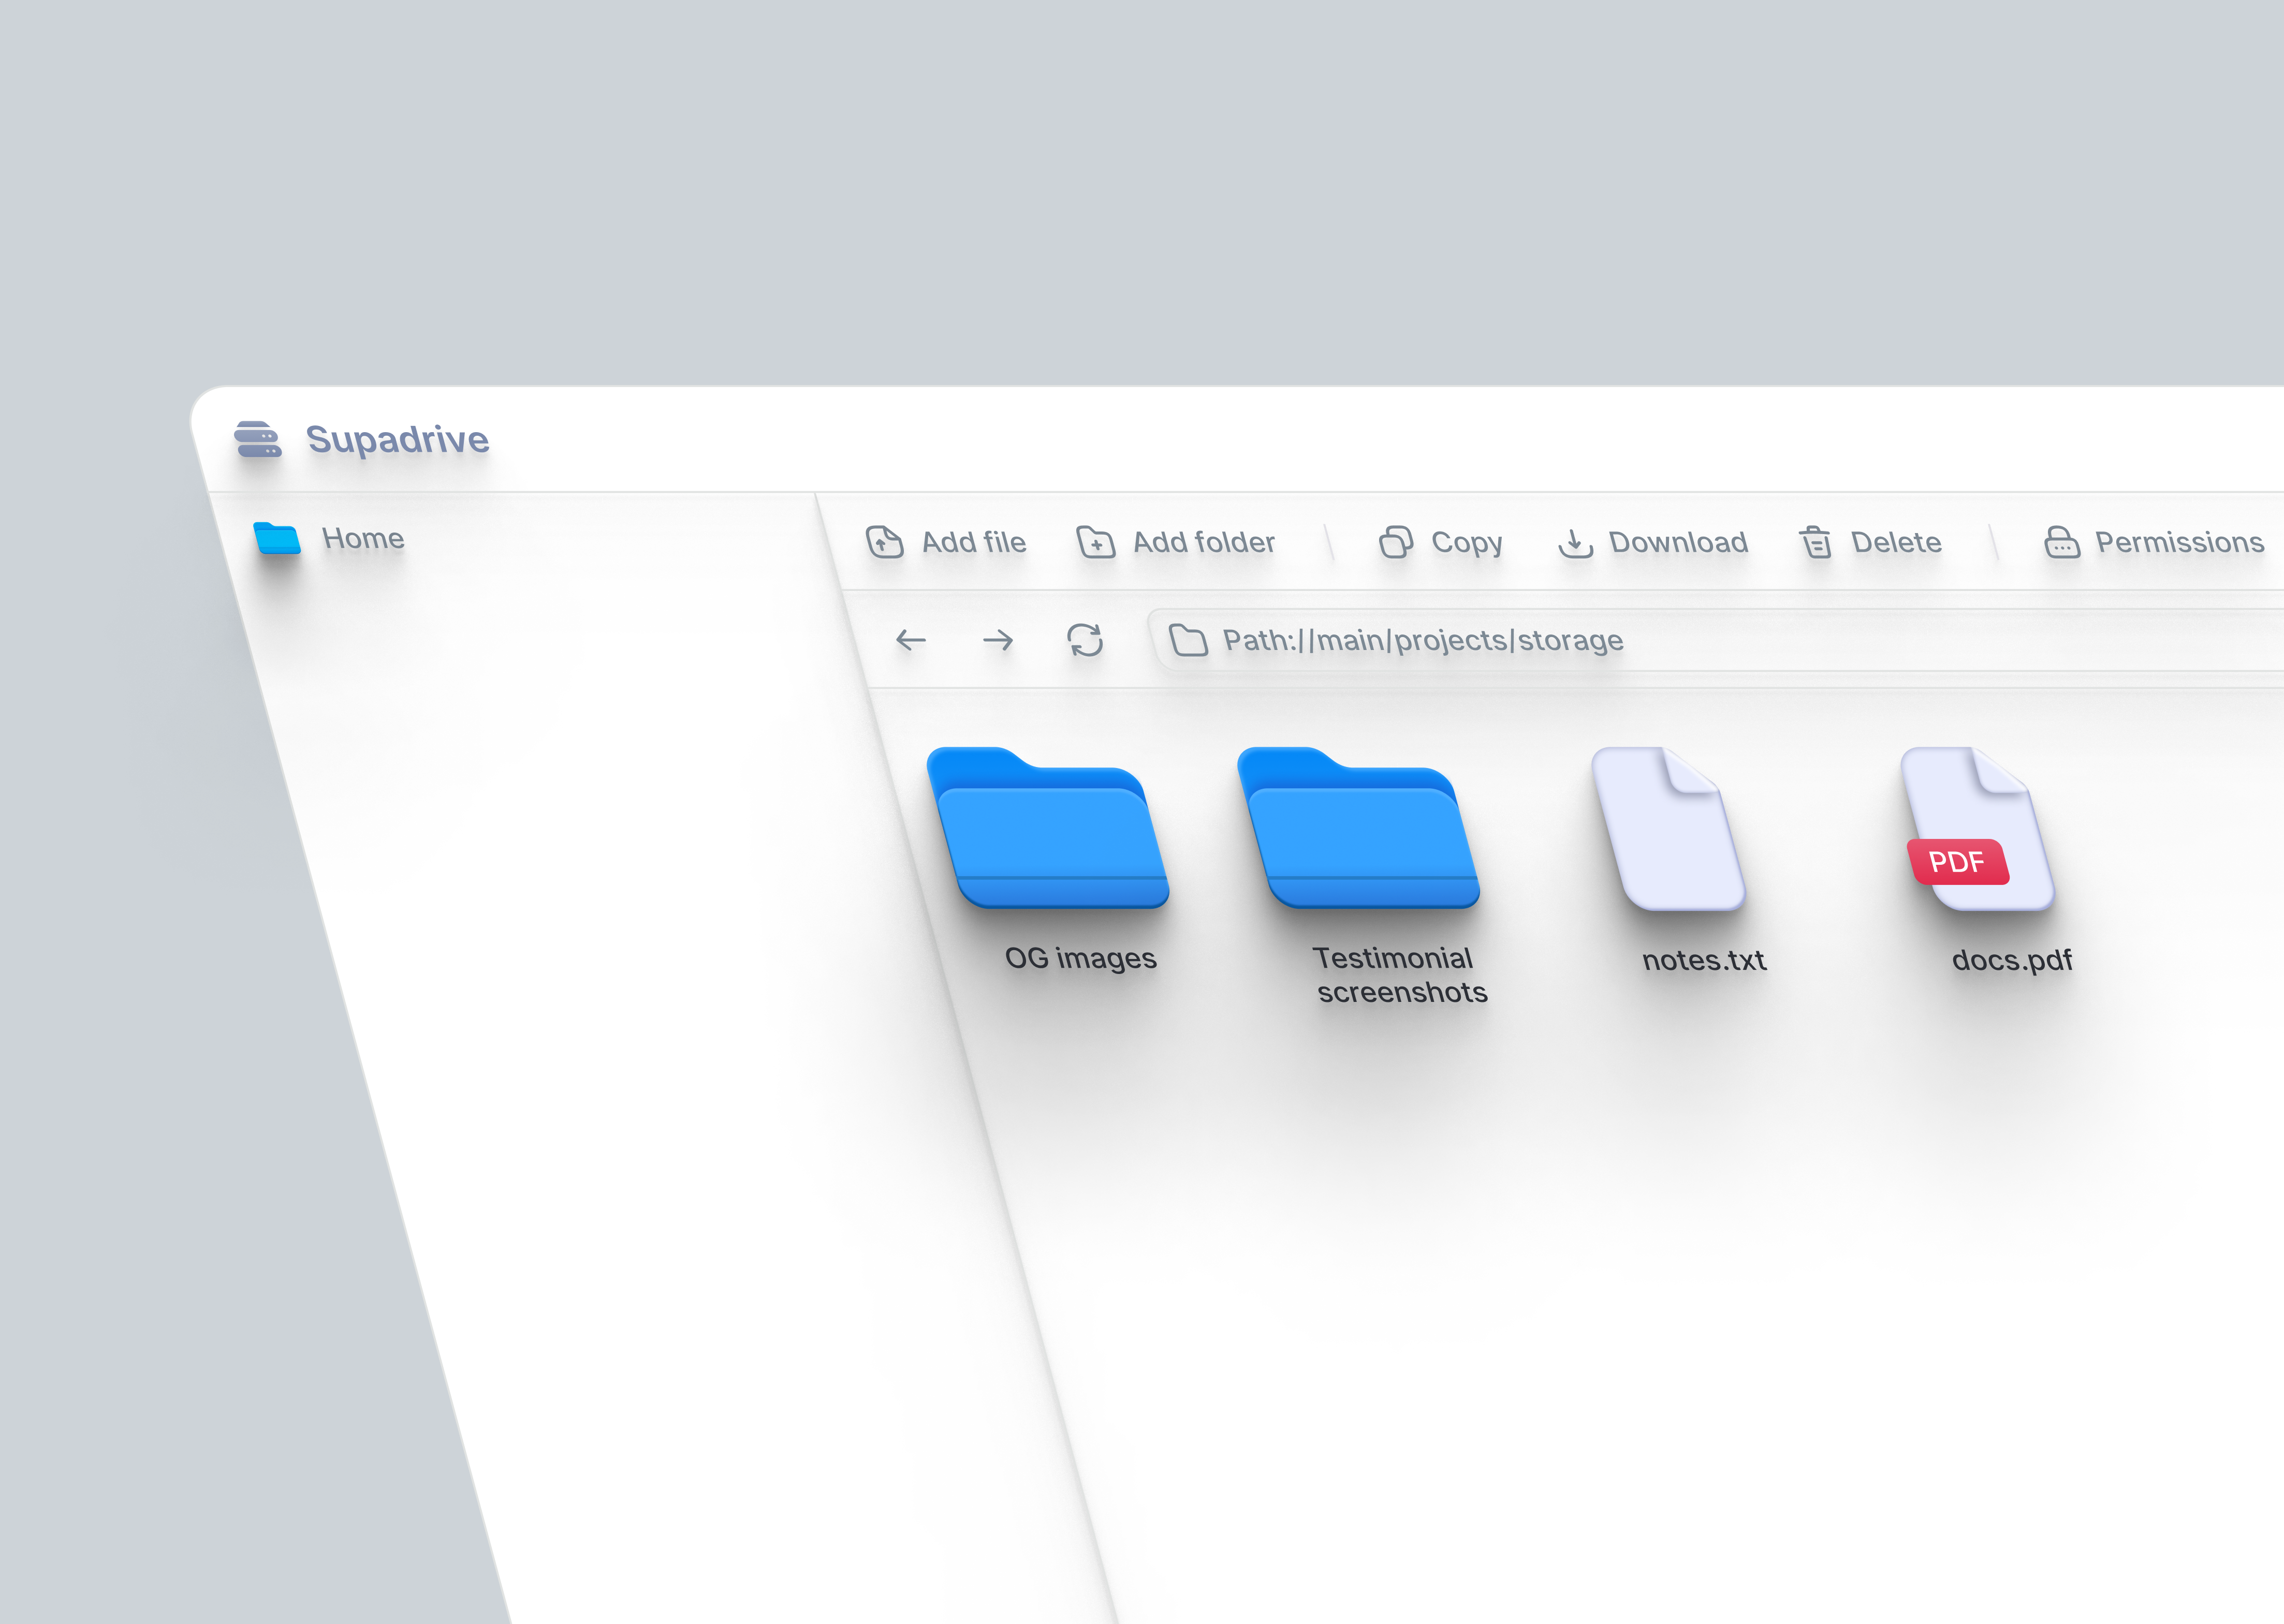 Supadrive
Home
Add file
Add folder
Copy
Download
Delete
Permissions
Path:||main|projects|storage
PDF
OG images
Testimonial
screenshots
notes.txt
docs.pdf